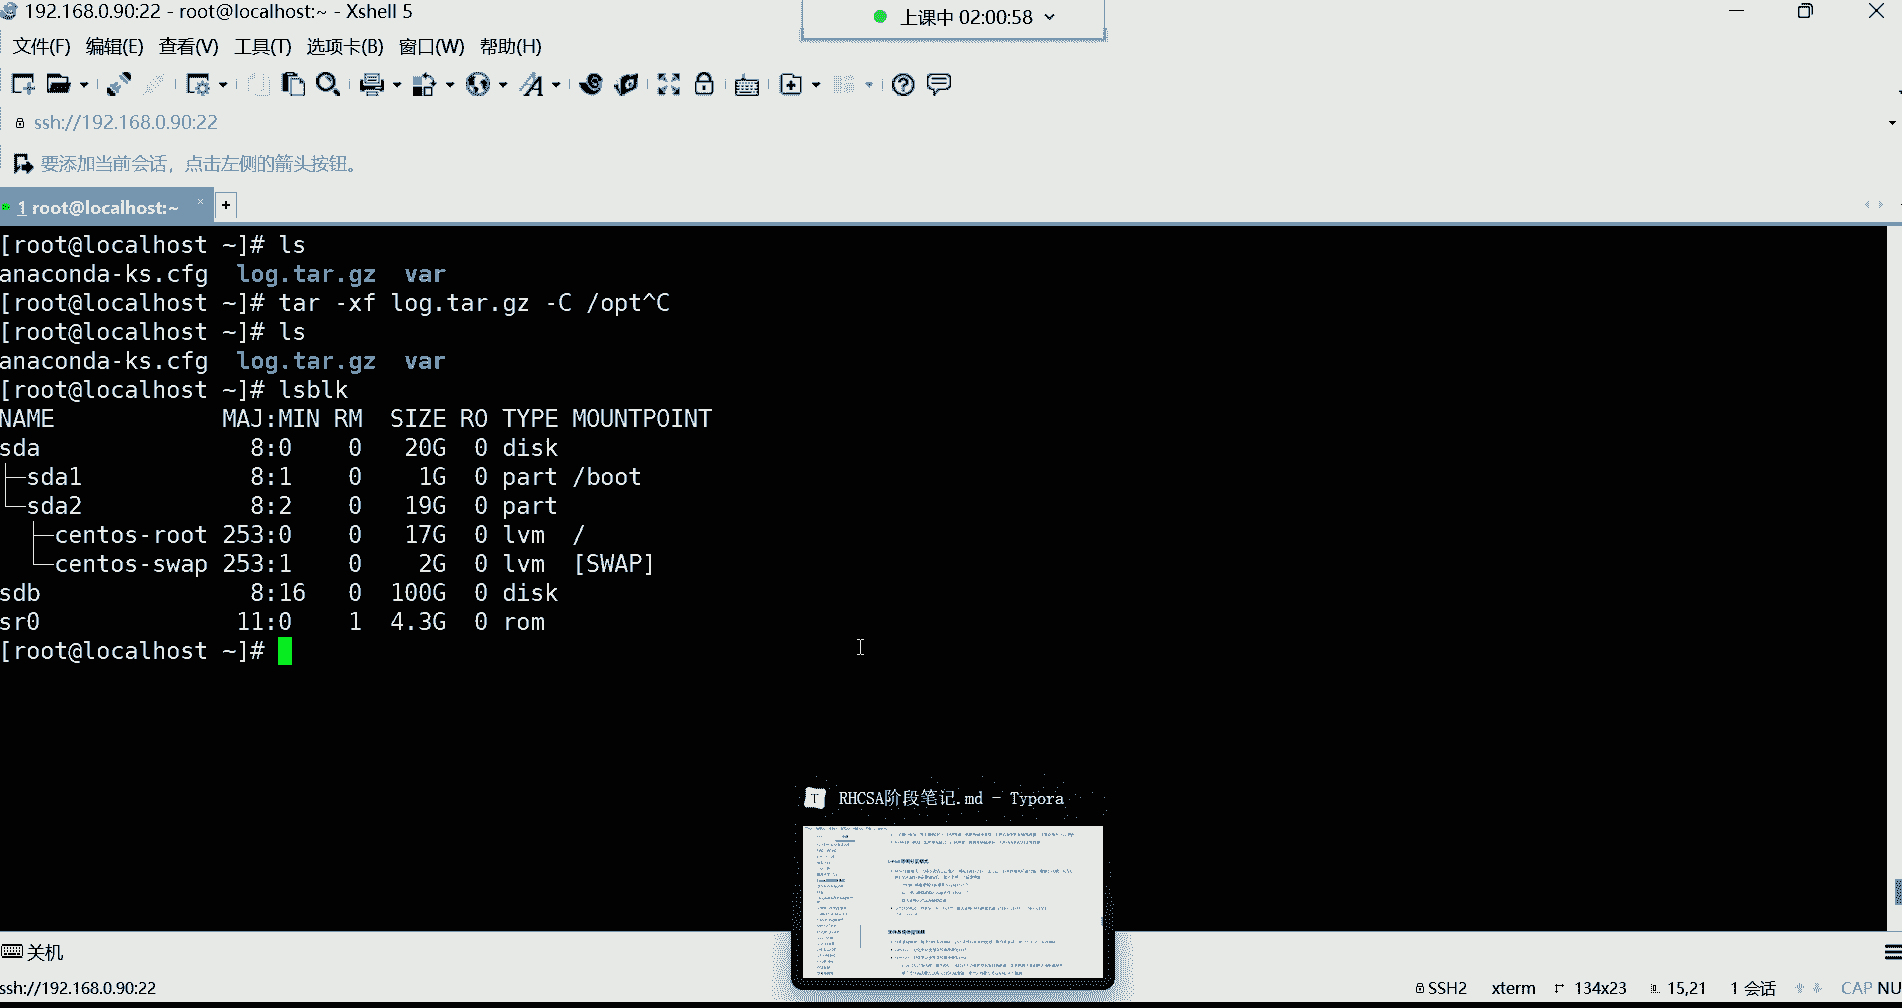 192.168.0.90:22 - root@localhost:~ - Xshell 5
上课中 02:00:58
文件(F) 编辑(E) 查看(V) 工具(T) 选项卡(B) 窗口(W) 帮助(H)
ssh://192.168.0.90:22
要添加当前会话，点击左侧的箭头按钮。
1 root@localhost:~ × +
[root@localhost ~]# ls
anaconda-ks.cfg  log.tar.gz  var
[root@localhost ~]# tar -xf log.tar.gz -C /opt^C
[root@localhost ~]# ls
anaconda-ks.cfg  log.tar.gz  var
[root@localhost ~]# lsblk
NAME            MAJ:MIN RM  SIZE RO TYPE MOUNTPOINT
sda               8:0    0   20G  0 disk
├─sda1            8:1    0    1G  0 part /boot
└─sda2            8:2    0   19G  0 part
  ├─centos-root 253:0    0   17G  0 lvm  /
  └─centos-swap 253:1    0    2G  0 lvm  [SWAP]
sdb               8:16   0  100G  0 disk
sr0              11:0    1  4.3G  0 rom
[root@localhost ~]#
T RHCSA阶段笔记.md - Typora
关机
ssh://192.168.0.90:22
SSH2 xterm 134x23 15,21 1 会话 CAP NU